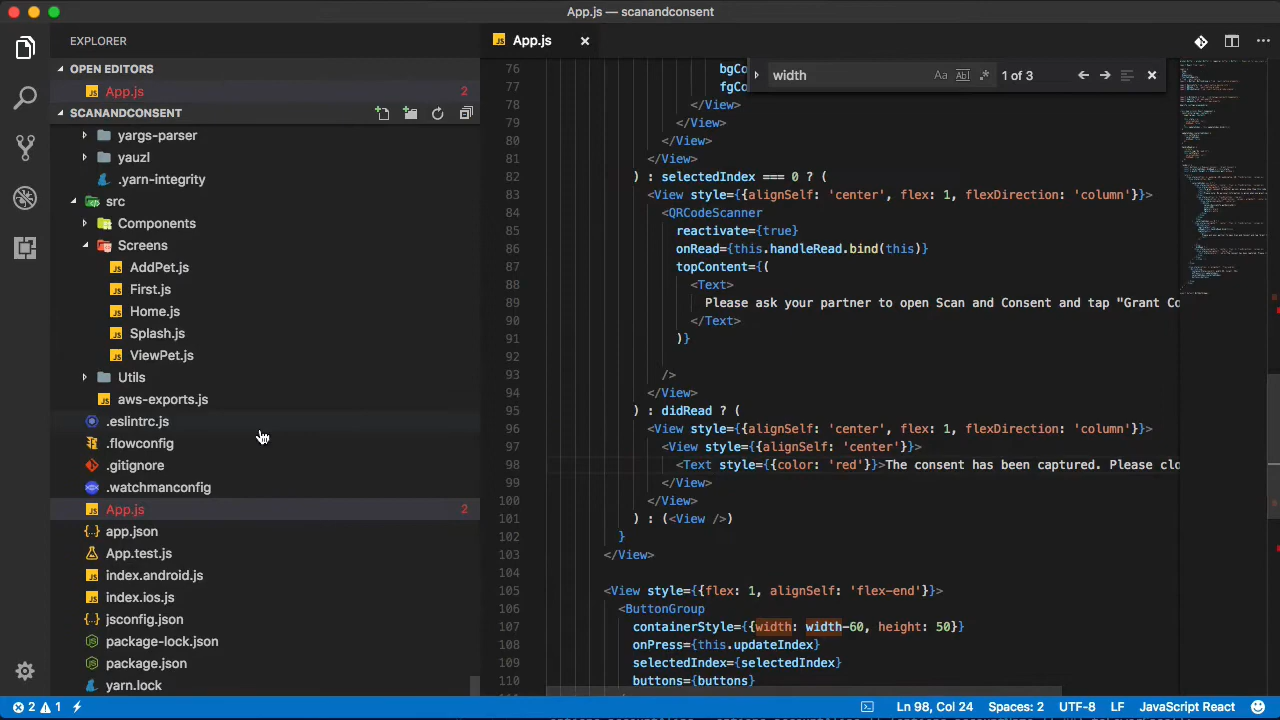 App.js — scanandconsent
EXPLORER
OPEN EDITORS
App.js 2
SCANANDCONSENT
yargs-parser
yauzl
.yarn-integrity
src
Components
Screens
AddPet.js
First.js
Home.js
Splash.js
ViewPet.js
Utils
aws-exports.js
.eslintrc.js
.flowconfig
.gitignore
.watchmanconfig
App.js 2
app.json
App.test.js
index.android.js
index.ios.js
jsconfig.json
package-lock.json
package.json
yarn.lock
App.js
width Aa Abl .* 1 of 3
76 bgCo
77 fgCo
78 </View>
79 </View>
80 </View>
81 </View>
82 ) : selectedIndex === 0 ? (
83 <View style={{alignSelf: 'center', flex: 1, flexDirection: 'column'}}>
84 <QRCodeScanner
85 reactivate={true}
86 onRead={this.handleRead.bind(this)}
87 topContent={(
88 <Text>
89 Please ask your partner to open Scan and Consent and tap "Grant Co
90 </Text>
91 )}
92
93 />
94 </View>
95 ) : didRead ? (
96 <View style={{alignSelf: 'center', flex: 1, flexDirection: 'column'}}>
97 <View style={{alignSelf: 'center'}}>
98 <Text style={{color: 'red'}}>The consent has been captured. Please clo
99 </View>
100 </View>
101 ) : (<View />)
102 }
103 </View>
104
105 <View style={{flex: 1, alignSelf: 'flex-end'}}>
106 <ButtonGroup
107 containerStyle={{width: width-60, height: 50}}
108 onPress={this.updateIndex}
109 selectedIndex={selectedIndex}
110 buttons={buttons}
2 1 Ln 98, Col 24 Spaces: 2 UTF-8 LF JavaScript React